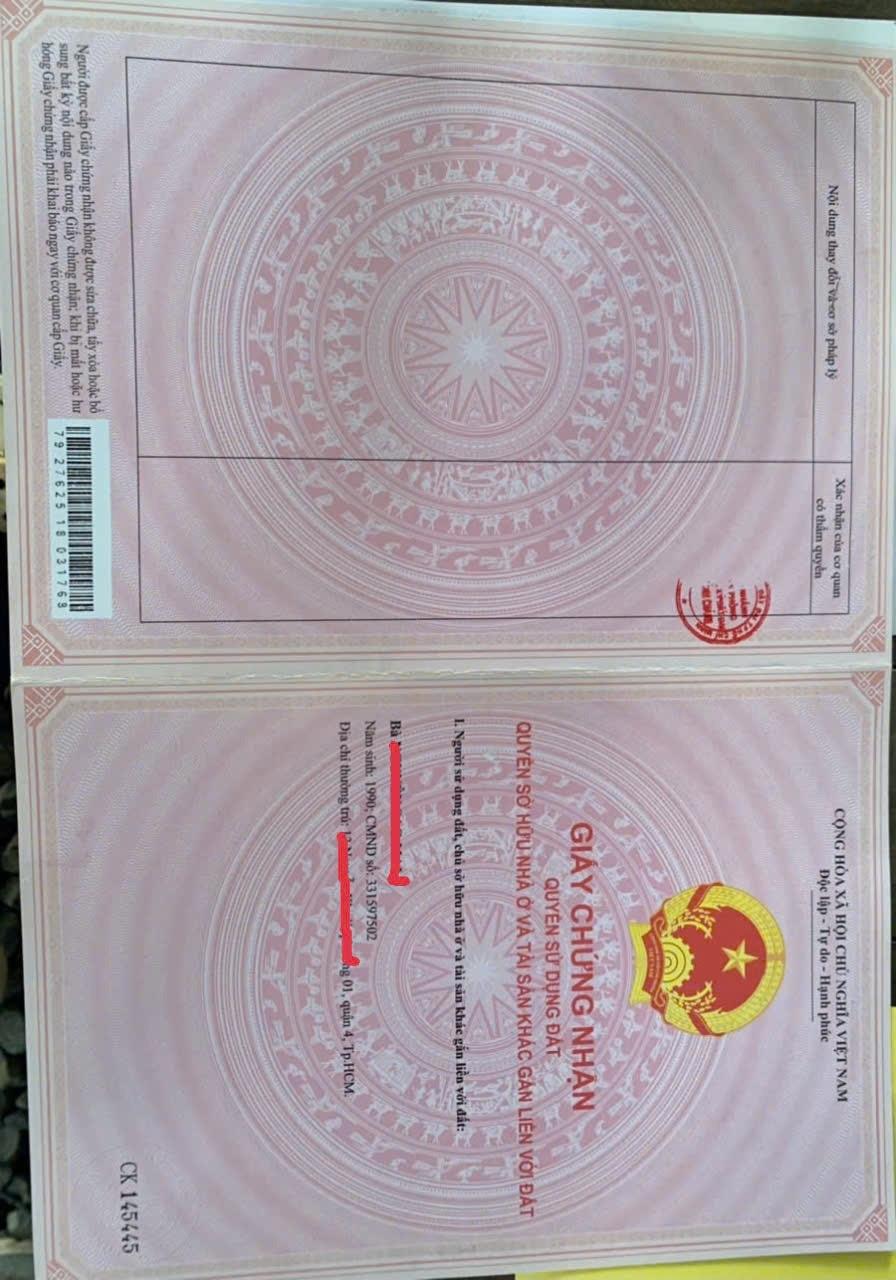 Nội dung thay đổi và cơ sở pháp lý
Xác nhận của cơ quan
có thẩm quyền
Người được cấp Giấy chứng nhận không được sửa chữa, tẩy xóa hoặc bổ
sung bất kỳ nội dung nào trong Giấy chứng nhận; khi bị mất hoặc hư
hỏng Giấy chứng nhận phải khai báo ngay với cơ quan cấp Giấy.
79 27625 18 031769
CỘNG HÒA XÃ HỘI CHỦ NGHĨA VIỆT NAM
Độc lập - Tự do - Hạnh phúc
VIỆT NAM
GIẤY CHỨNG NHẬN
QUYỀN SỬ DỤNG ĐẤT
QUYỀN SỞ HỮU NHÀ Ở VÀ TÀI SẢN KHÁC GẮN LIỀN VỚI ĐẤT
I. Người sử dụng đất, chủ sở hữu nhà ở và tài sản khác gắn liền với đất:
Bà
Năm sinh: 1990; CMND số: 331597502
Địa chỉ thường trú: ng 01, quận 4, Tp.HCM.
CK 145445